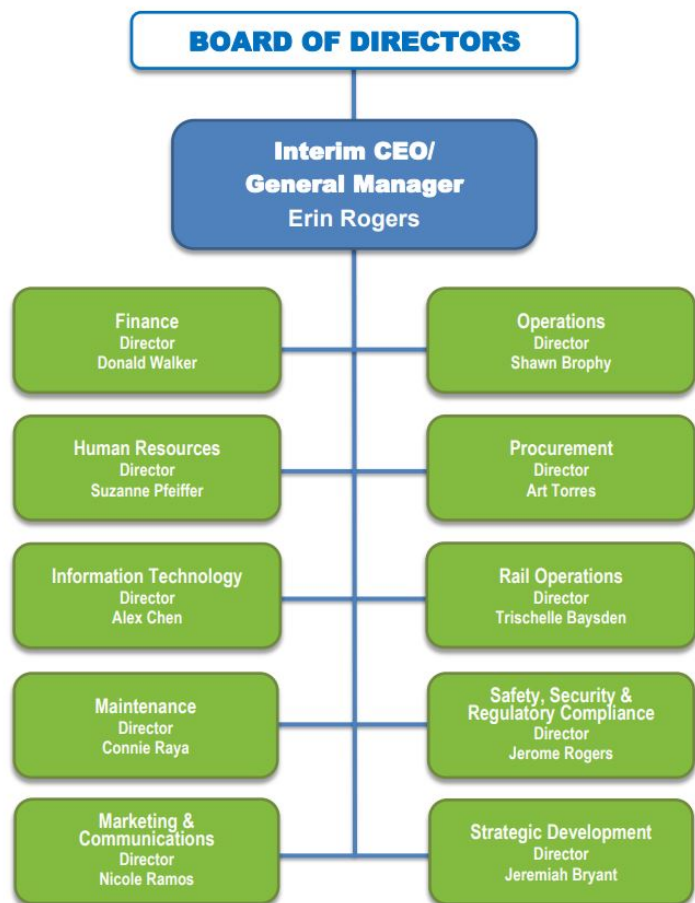 BOARD OF DIRECTORS
Interim CEO/
General Manager
Erin Rogers
Finance
Director
Donald Walker
Operations
Director
Shawn Brophy
Human Resources
Director
Suzanne Pfeiffer
Procurement
Director
Art Torres
Information Technology
Director
Alex Chen
Rail Operations
Director
Trischelle Baysden
Maintenance
Director
Connie Raya
Safety, Security &
Regulatory Compliance
Director
Jerome Rogers
Marketing &
Communications
Director
Nicole Ramos
Strategic Development
Director
Jeremiah Bryant